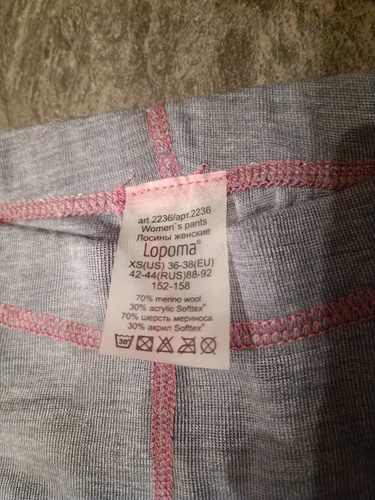 art.2236/арт.2236
Women`s pants
Лосины женские
Lopoma®
XS(US) 36-38(EU)
42-44(RUS)88-92
152-158
70% merino wool
30% acrylic Softtex®
70% шерсть мериноса
30% акрил Softtex®
30°